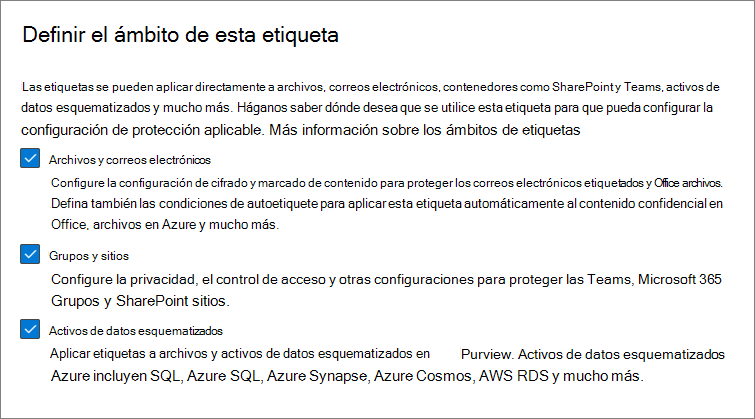 Definir el ámbito de esta etiqueta
Las etiquetas se pueden aplicar directamente a archivos, correos electrónicos, contenedores como SharePoint y Teams, activos de
datos esquematizados y mucho más. Háganos saber dónde desea que se utilice esta etiqueta para que pueda configurar la
configuración de protección aplicable. Más información sobre los ámbitos de etiquetas
Archivos y correos electrónicos
Configure la configuración de cifrado y marcado de contenido para proteger los correos electrónicos etiquetados y Office archivos.
Defina también las condiciones de autoetiquete para aplicar esta etiqueta automáticamente al contenido confidencial en
Office, archivos en Azure y mucho más.
Grupos y sitios
Configure la privacidad, el control de acceso y otras configuraciones para proteger las Teams, Microsoft 365
Grupos y SharePoint sitios.
Activos de datos esquematizados
Aplicar etiquetas a archivos y activos de datos esquematizados en Purview. Activos de datos esquematizados
Azure incluyen SQL, Azure SQL, Azure Synapse, Azure Cosmos, AWS RDS y mucho más.